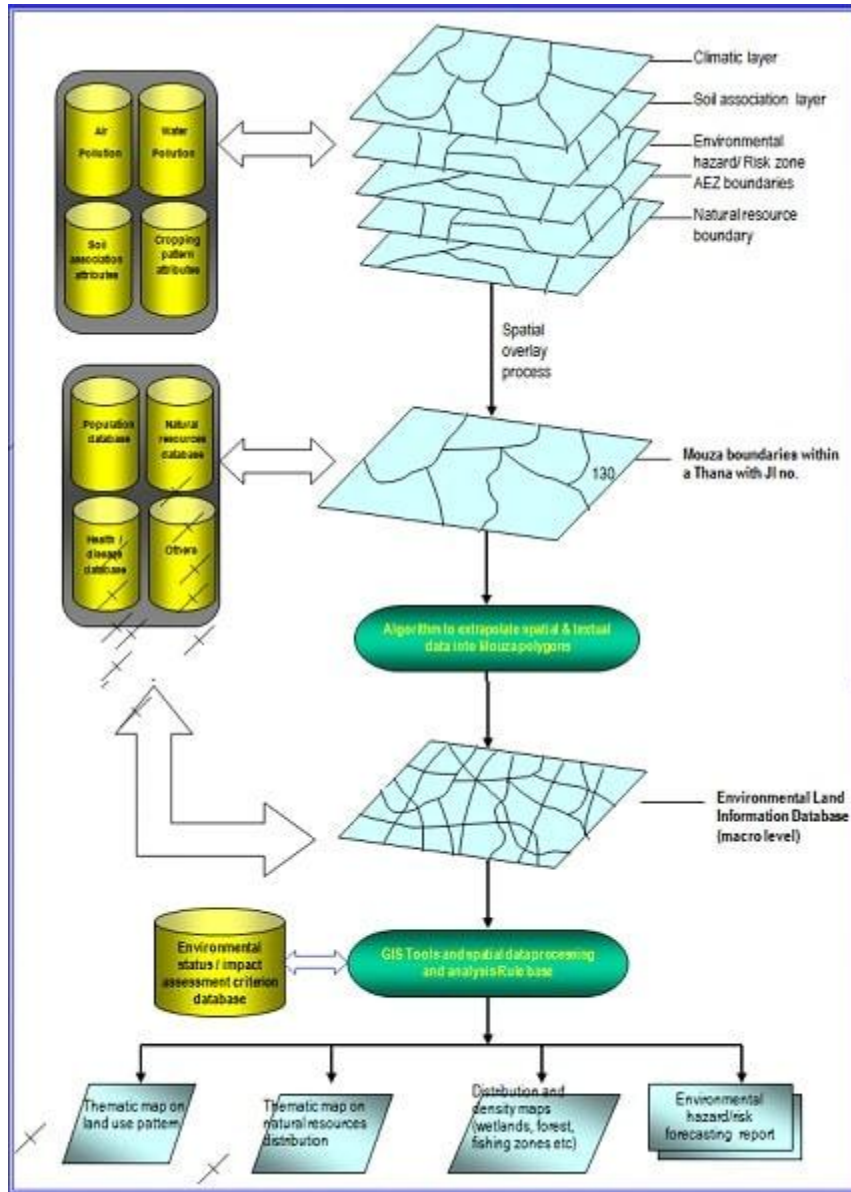 Climatic layer
Soil association layer
Environmental
hazard/ Risk zone
AEZ boundaries
Natural resource
boundary
Air
Pollution
Water
Pollution
Soil
association
attributes
Cropping
pattern
attributes
Spatial
overlay
process
Population
database
Natural
resources
database
Health /
disease
database
Others
130
Mouza boundaries within
a Thana with Jl no.
Algorithm to extrapolate spatial & textual
data into Mouza polygons
Environmental Land
Information Database
(macro level)
Environmental
status / impact
assessment criterion
database
GIS Tools and spatial data processing
and analysis Rule base
Thematic map on
land use pattern
Thematic map on
natural resources
distribution
Distribution and
density maps
(wetlands, forest,
fishing zones etc)
Environmental
hazard/risk
forecasting report